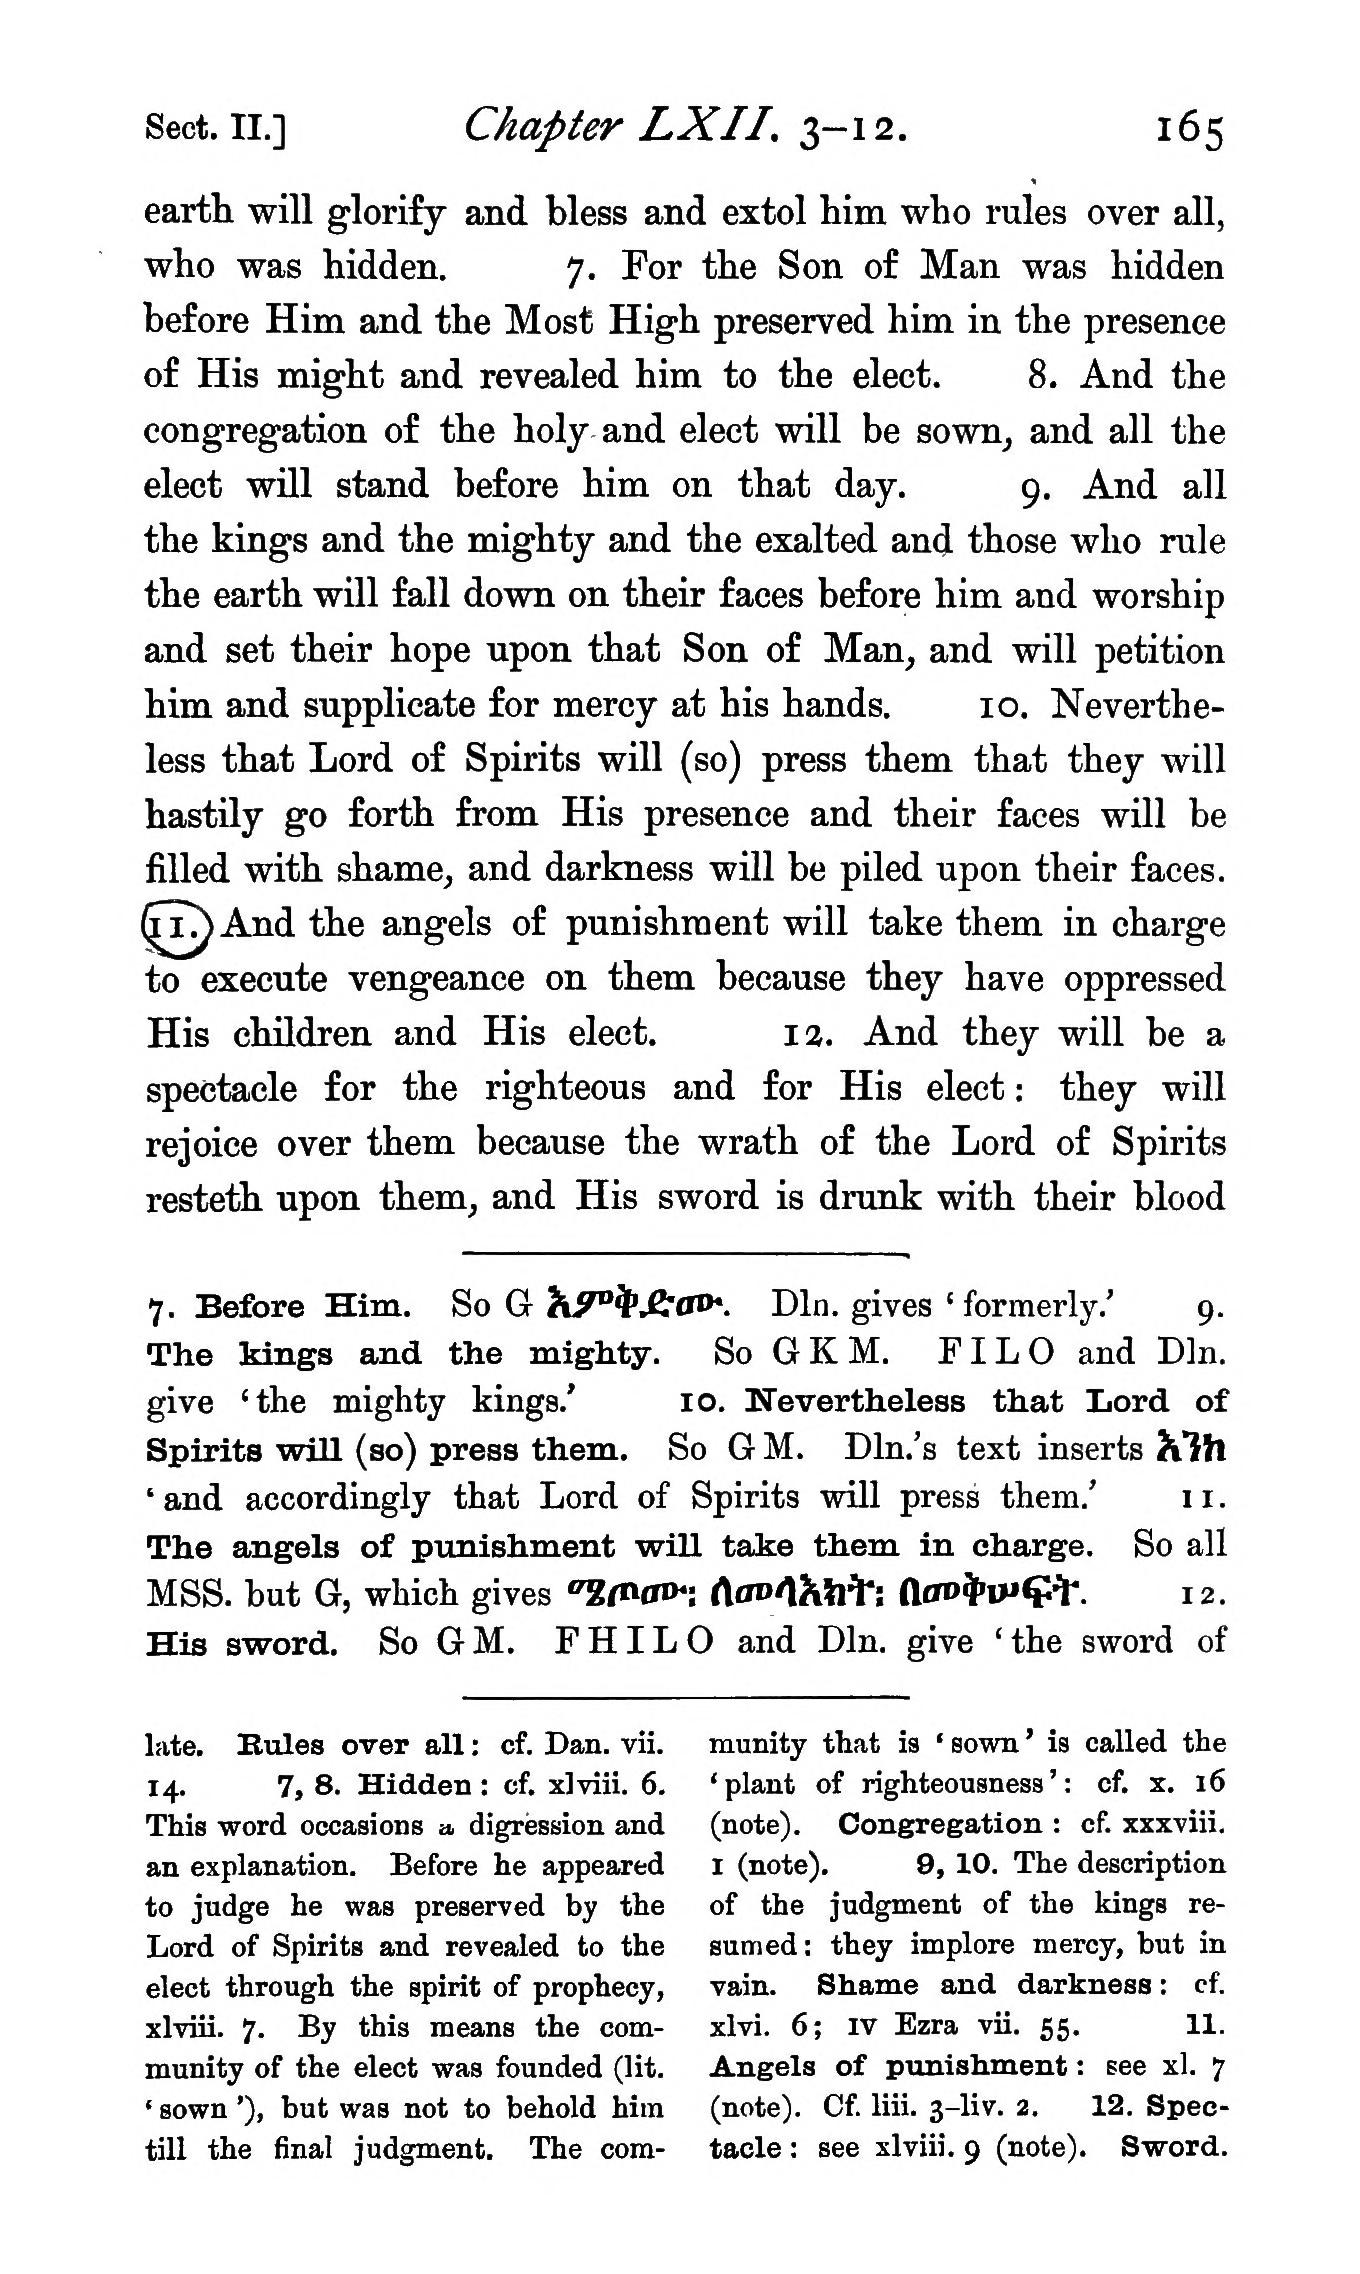 Sect. II.] Chapter LXII. 3–12. 165
earth will glorify and bless and extol him who rules over all,
who was hidden. 7. For the Son of Man was hidden
before Him and the Most High preserved him in the presence
of His might and revealed him to the elect. 8. And the
congregation of the holy and elect will be sown, and all the
elect will stand before him on that day. 9. And all
the kings and the mighty and the exalted and those who rule
the earth will fall down on their faces before him and worship
and set their hope upon that Son of Man, and will petition
him and supplicate for mercy at his hands. 10. Neverthe-
less that Lord of Spirits will (so) press them that they will
hastily go forth from His presence and their faces will be
filled with shame, and darkness will be piled upon their faces.
11. And the angels of punishment will take them in charge
to execute vengeance on them because they have oppressed
His children and His elect. 12. And they will be a
spectacle for the righteous and for His elect: they will
rejoice over them because the wrath of the Lord of Spirits
resteth upon them, and His sword is drunk with their blood
7. Before Him. So G እምቅድሙ. Dln. gives ‘formerly.’ 9.
The kings and the mighty. So G K M. F I L O and Dln.
give ‘the mighty kings.’ 10. Nevertheless that Lord of
Spirits will (so) press them. So G M. Dln.’s text inserts እንከ
‘and accordingly that Lord of Spirits will press them.’ 11.
The angels of punishment will take them in charge. So all
MSS. but G, which gives ሜጦሙ፡ ለመላእክት፡ በመቅሠፍት. 12.
His sword. So G M. F H I L O and Dln. give ‘the sword of
late. Rules over all: cf. Dan. vii.
14. 7, 8. Hidden: cf. xlviii. 6.
This word occasions a digression and
an explanation. Before he appeared
to judge he was preserved by the
Lord of Spirits and revealed to the
elect through the spirit of prophecy,
xlviii. 7. By this means the com-
munity of the elect was founded (lit.
‘sown’), but was not to behold him
till the final judgment. The com-
munity that is ‘sown’ is called the
‘plant of righteousness’: cf. x. 16
(note). Congregation: cf. xxxviii.
1 (note). 9, 10. The description
of the judgment of the kings re-
sumed: they implore mercy, but in
vain. Shame and darkness: cf.
xlvi. 6; IV Ezra vii. 55. 11.
Angels of punishment: see xl. 7
(note). Cf. liii. 3–liv. 2. 12. Spec-
tacle: see xlviii. 9 (note). Sword.